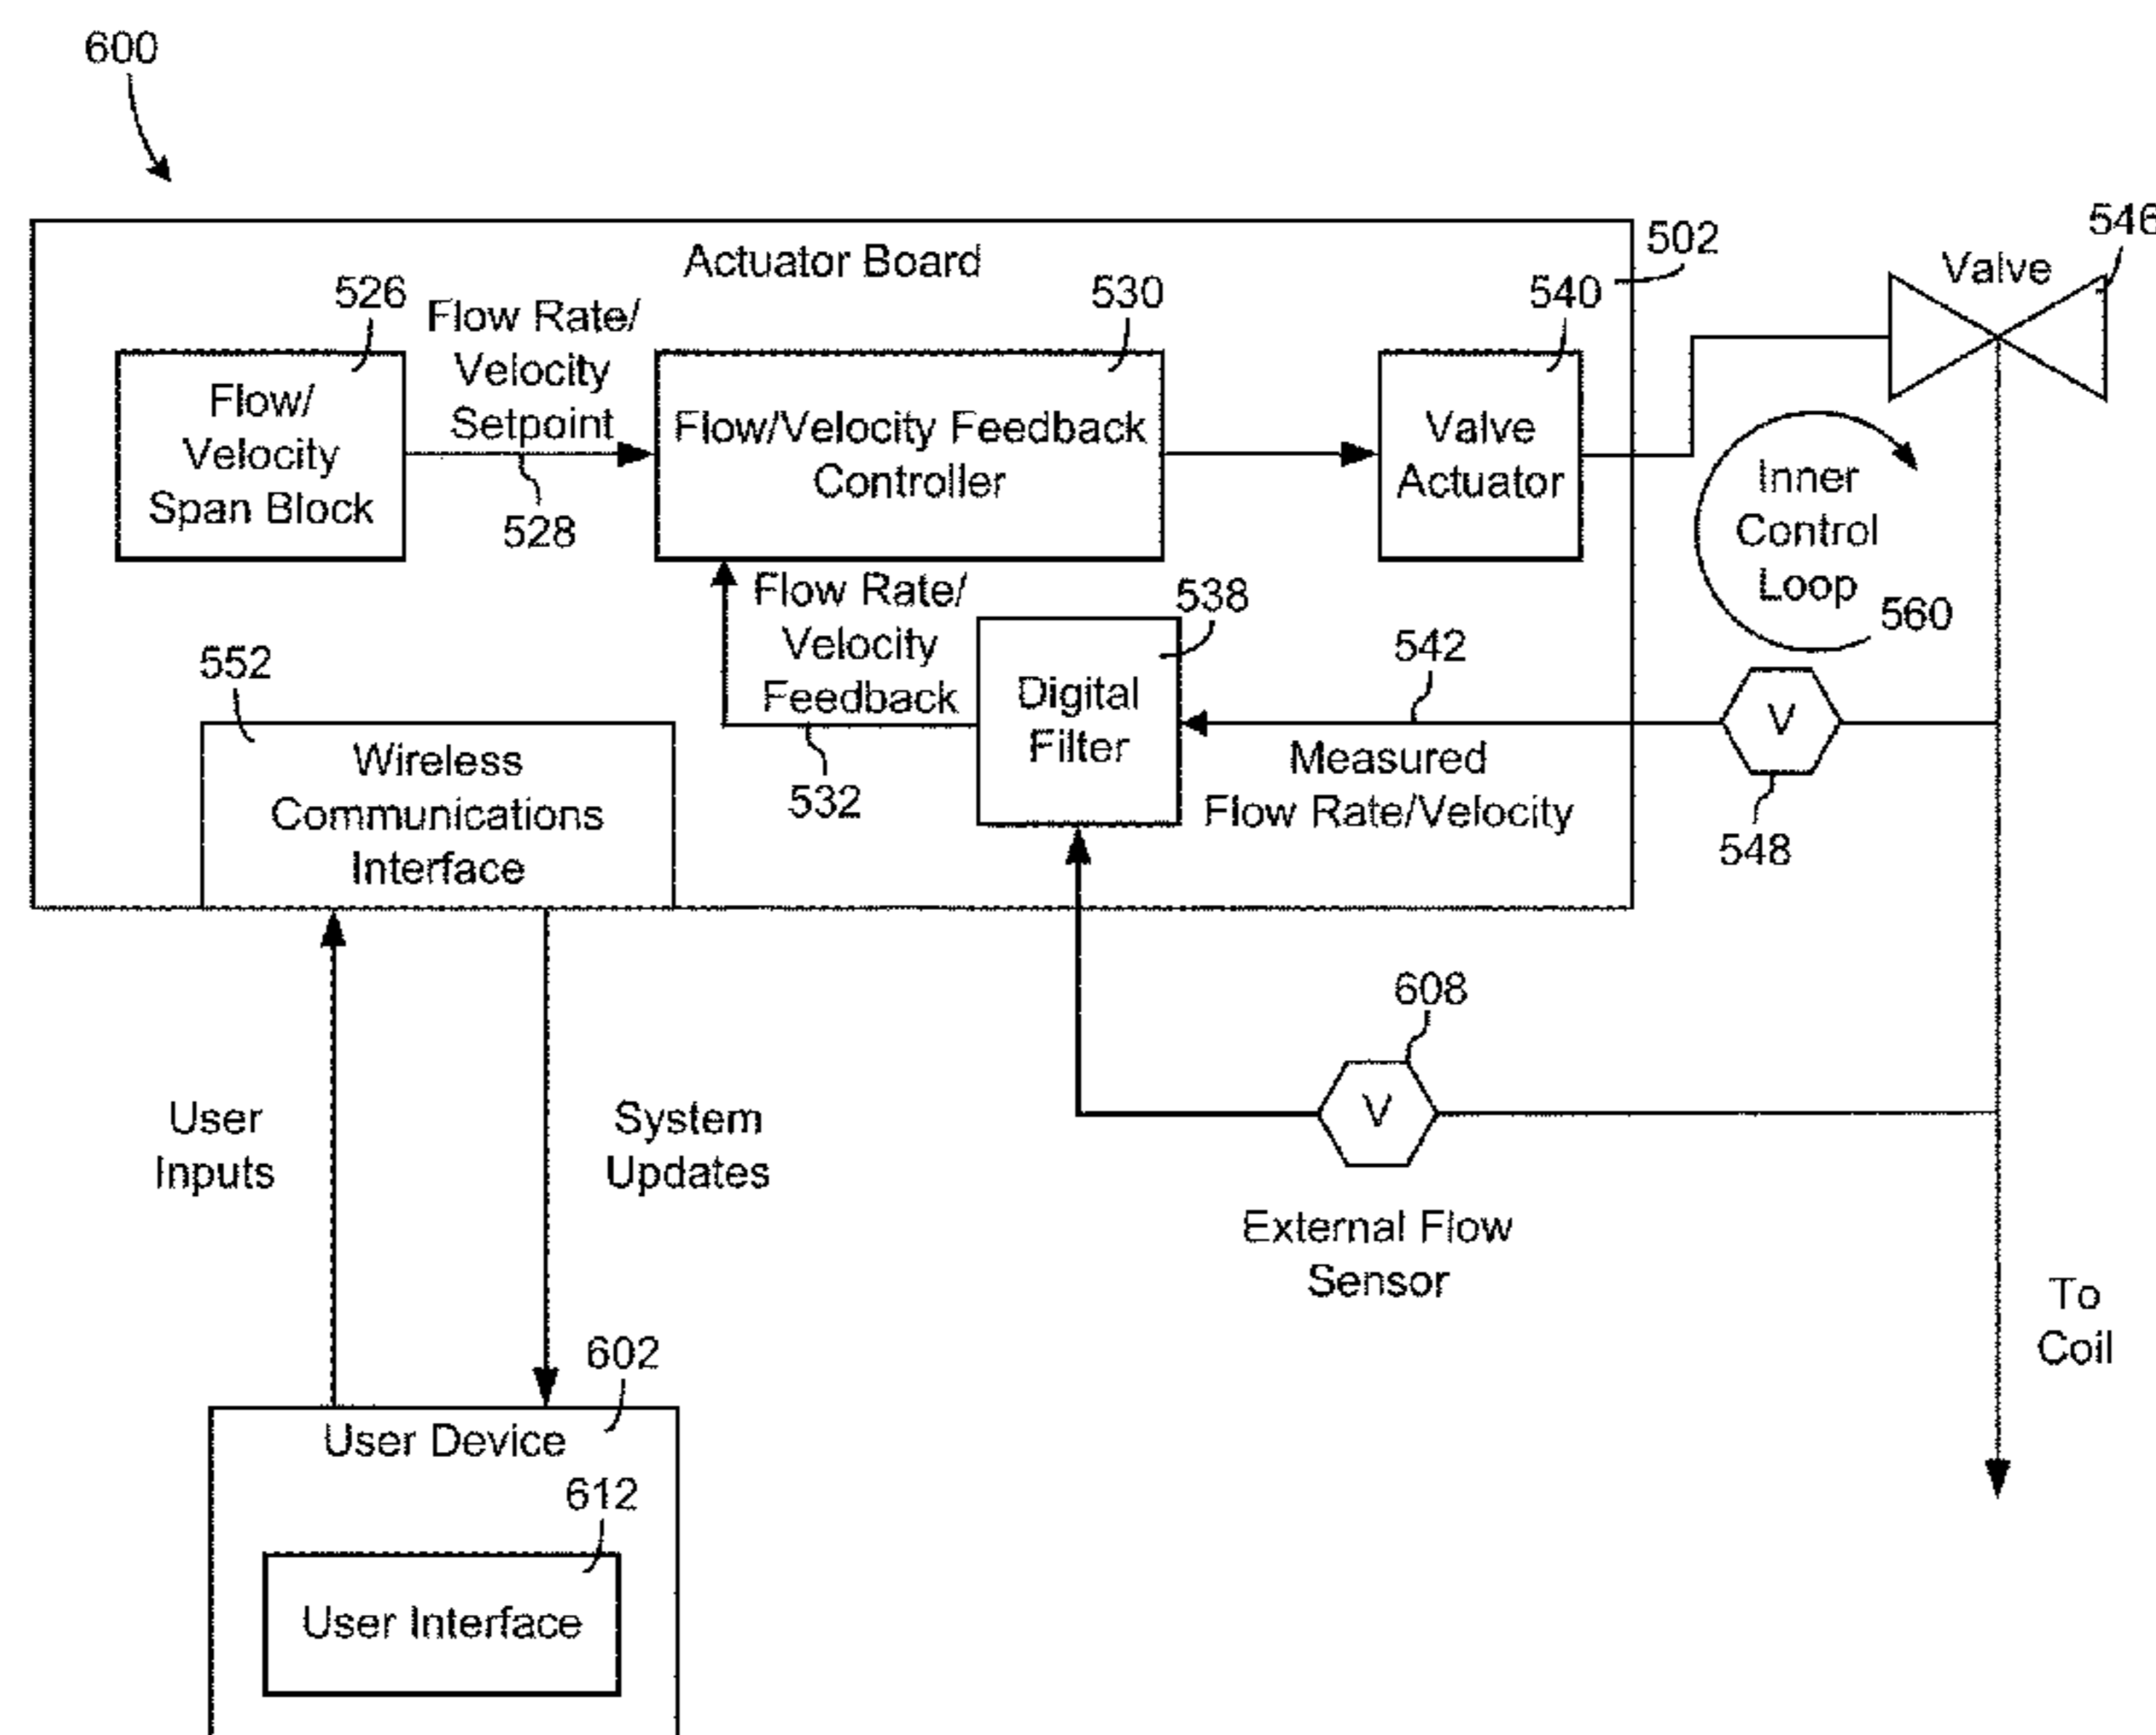 600
Actuator Board
502
546
Valve
526
Flow/
Velocity
Span Block
Flow Rate/
Velocity
Setpoint
528
530
Flow/Velocity Feedback
Controller
540
Valve
Actuator
Inner
Control
Loop
560
Flow Rate/
Velocity
Feedback
532
538
Digital
Filter
542
Measured
Flow Rate/Velocity
V
548
552
Wireless
Communications
Interface
608
V
External Flow
Sensor
User
Inputs
System
Updates
To
Coil
602
User Device
612
User Interface